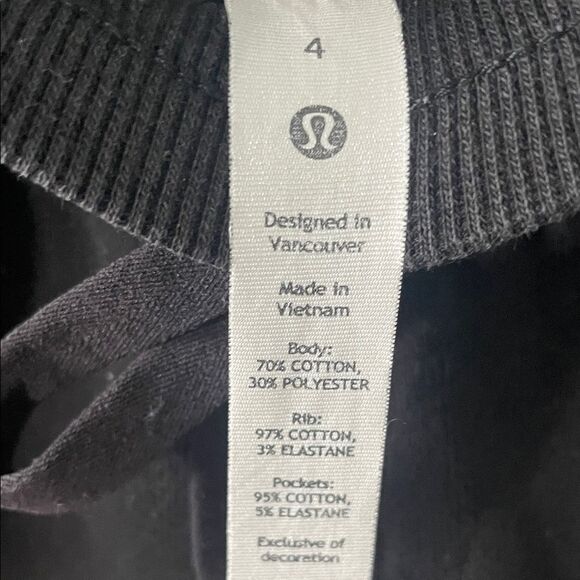 4
Designed in
Vancouver
Made in
Vietnam
Body:
70% COTTON,
30% POLYESTER
Rib:
97% COTTON,
3% ELASTANE
Pockets:
95% COTTON,
5% ELASTANE
Exclusive of
decoration